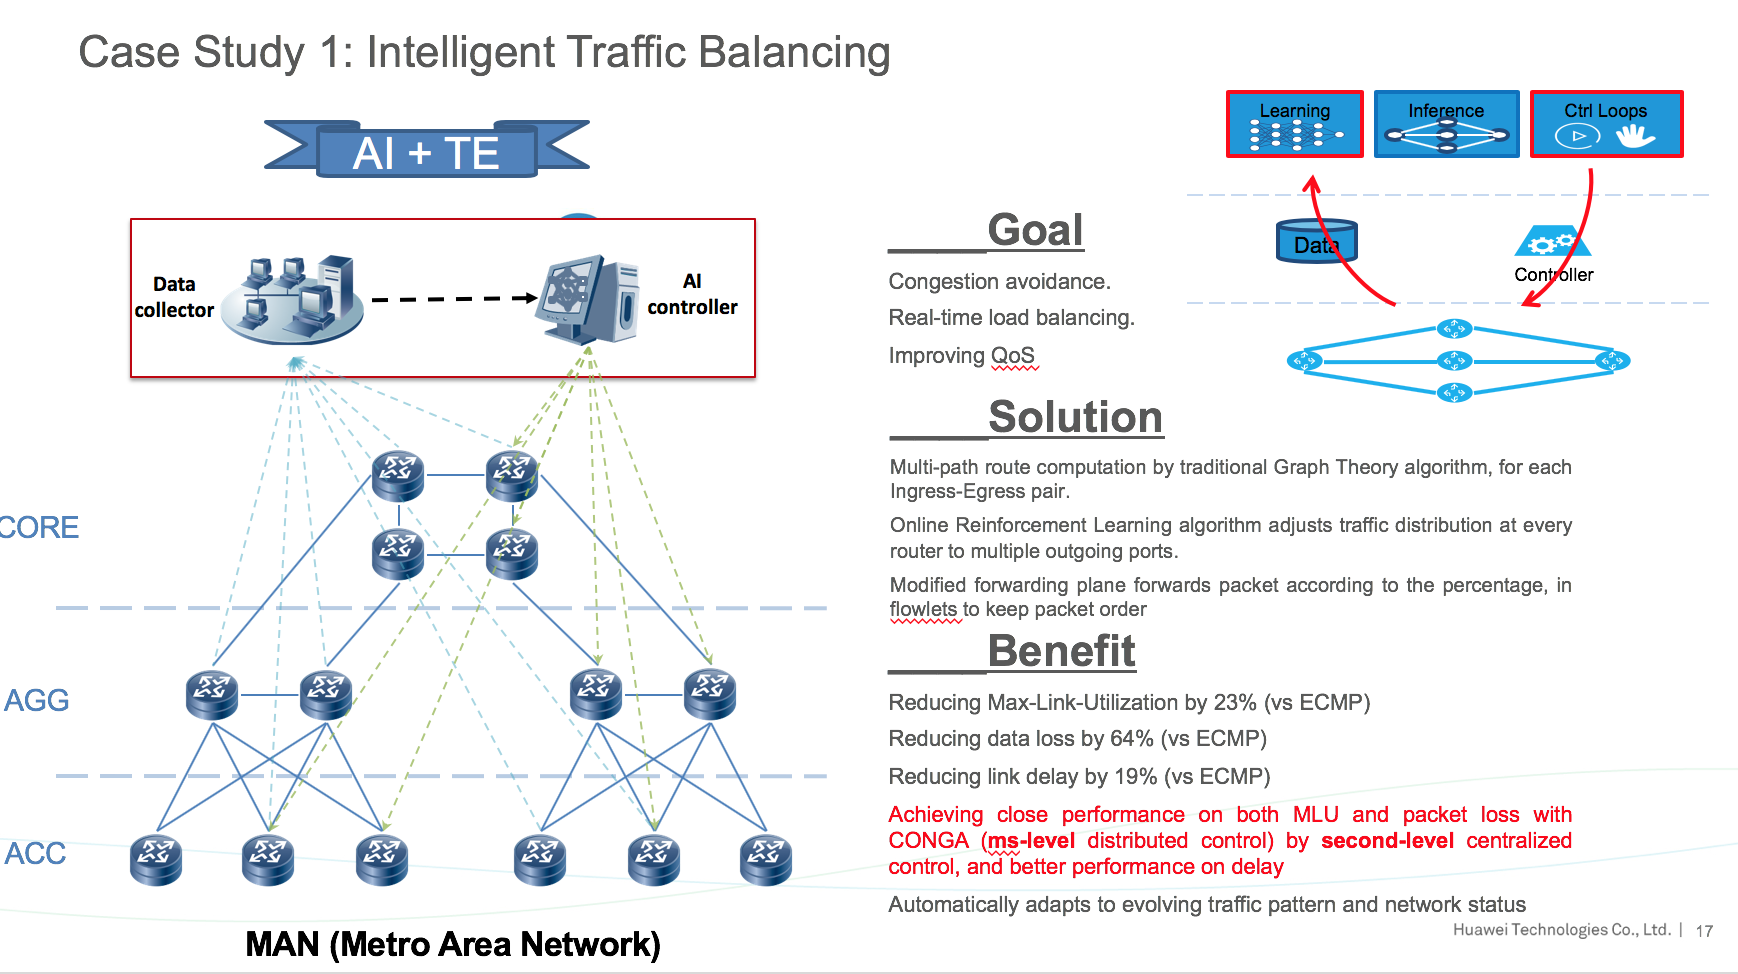 Case Study 1: Intelligent Traffic Balancing
AI + TE
Data
collector
AI
controller
CORE
AGG
ACC
MAN (Metro Area Network)
Learning
Inference
Ctrl Loops
Data
Controller
Goal
Congestion avoidance.
Real-time load balancing.
Improving QoS
Solution
Multi-path route computation by traditional Graph Theory algorithm, for each
Ingress-Egress pair.
Online Reinforcement Learning algorithm adjusts traffic distribution at every
router to multiple outgoing ports.
Modified forwarding plane forwards packet according to the percentage, in
flowlets to keep packet order
Benefit
Reducing Max-Link-Utilization by 23% (vs ECMP)
Reducing data loss by 64% (vs ECMP)
Reducing link delay by 19% (vs ECMP)
Achieving close performance on both MLU and packet loss with
CONGA (ms-level distributed control) by second-level centralized
control, and better performance on delay
Automatically adapts to evolving traffic pattern and network status
Huawei Technologies Co., Ltd. | 17